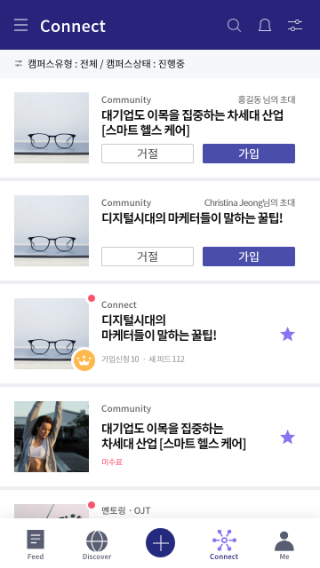 Connect
캠퍼스유형 : 전체 / 캠퍼스상태 : 진행중
Community
홍길동 님의 초대
대기업도 이목을 집중하는 차세대 산업
[스마트 헬스 케어]
거절
가입
Community
Christina Jeong님의 초대
디지털시대의 마케터들이 말하는 꿀팁!
거절
가입
Connect
디지털시대의
마케터들이 말하는 꿀팁!
가입신청 10 · 새 피드 112
Community
대기업도 이목을 집중하는
차세대 산업 [스마트 헬스 케어]
미수료
멘토링 · OJT
Feed
Discover
Connect
Me